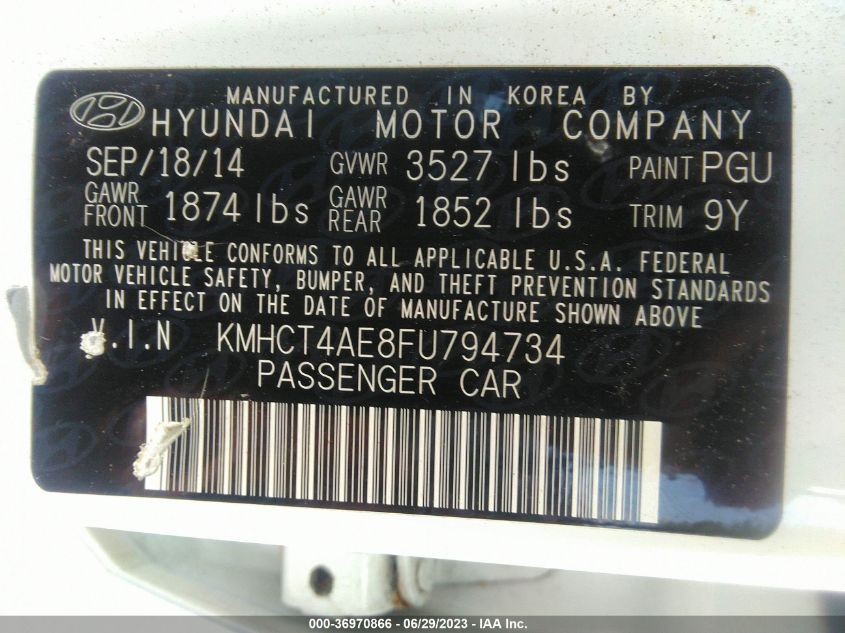 MANUFACTURED IN KOREA BY
HYUNDAI MOTOR COMPANY
SEP/18/14 GVWR 3527 lbs PAINT PGU
GAWR FRONT 1874 lbs GAWR REAR 1852 lbs TRIM 9Y
THIS VEHICLE CONFORMS TO ALL APPLICABLE U.S.A. FEDERAL
MOTOR VEHICLE SAFETY, BUMPER, AND THEFT PREVENTION STANDARDS
IN EFFECT ON THE DATE OF MANUFACTURE SHOWN ABOVE
V.I.N KMHCT4AE8FU794734
PASSENGER CAR
000-36970866 - 06/29/2023 - IAA Inc.